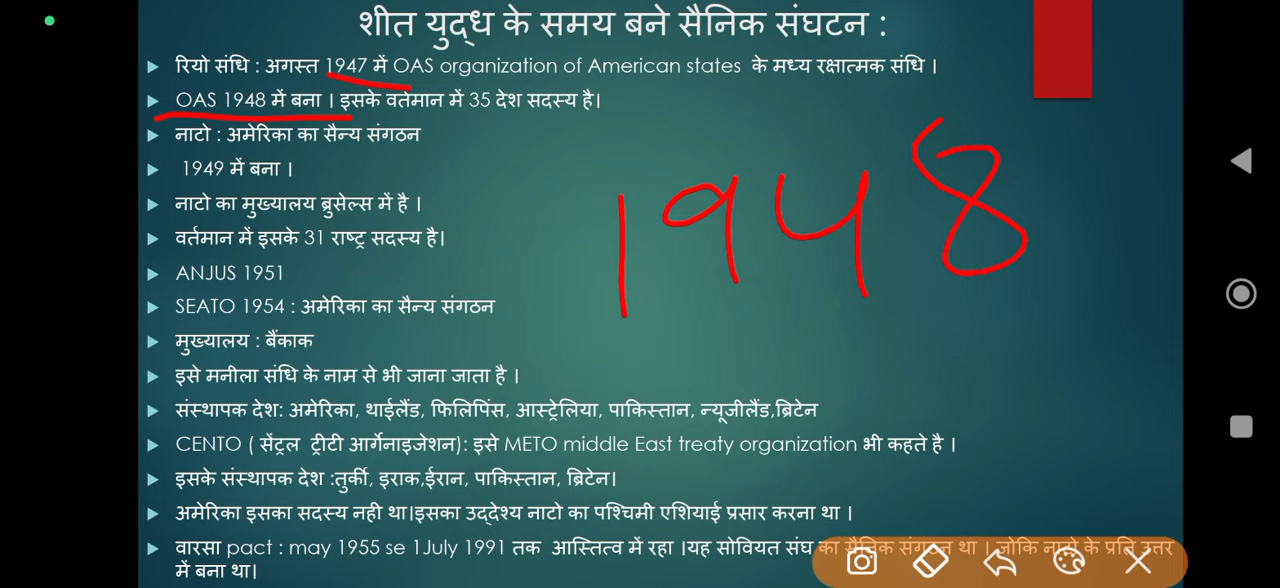 शीत युद्ध के समय बने सैनिक संघटन :
रियो संधि : अगस्त 1947 में OAS organization of American states के मध्य रक्षात्मक संधि ।
OAS 1948 में बना । इसके वर्तमान में 35 देश सदस्य है।
नाटो : अमेरिका का सैन्य संगठन
1949 में बना ।
नाटो का मुख्यालय ब्रुसेल्स में है ।
वर्तमान में इसके 31 राष्ट्र सदस्य है।
ANJUS 1951
SEATO 1954 : अमेरिका का सैन्य संगठन
मुख्यालय : बैंकाक
इसे मनीला संधि के नाम से भी जाना जाता है ।
संस्थापक देश: अमेरिका, थाईलैंड, फिलिपिंस, आस्ट्रेलिया, पाकिस्तान, न्यूजीलैंड,ब्रिटेन
CENTO ( सेंट्रल ट्रीटी आर्गेनाइजेशन): इसे METO middle East treaty organization भी कहते है ।
इसके संस्थापक देश :तुर्की, इराक,ईरान, पाकिस्तान, ब्रिटेन।
अमेरिका इसका सदस्य नही था।इसका उद्देश्य नाटो का पश्चिमी एशियाई प्रसार करना था ।
वारसा pact : may 1955 se 1July 1991 तक आस्तित्व में रहा ।यह सोवियत संघ का सैनिक संगठन था । जोकि नाटो के प्रति उत्तर
में बना था।
1948